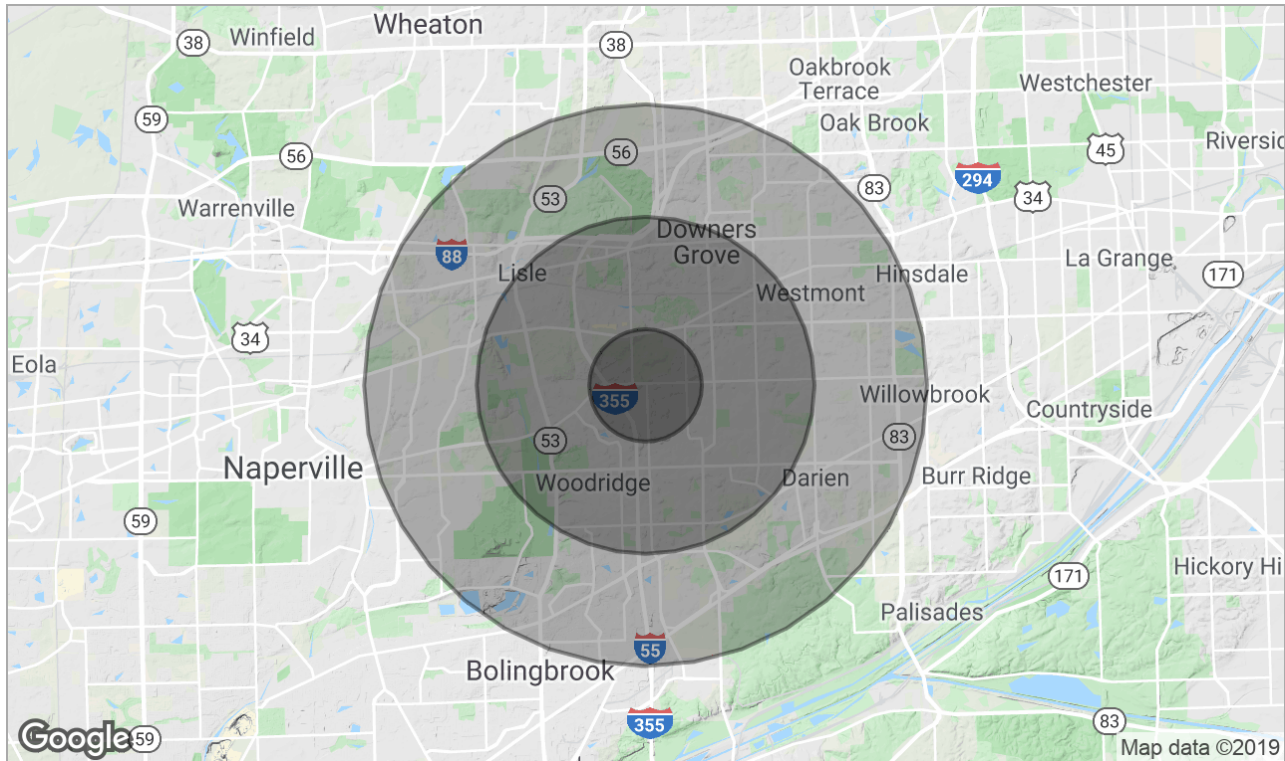 Wheaton
38
Winfield
38
Oakbrook
Terrace
Westchester
59
Oak Brook
56
56
45
Riversid
53
294
83
34
Warrenville
Downers
Grove
88
Lisle
Hinsdale
La Grange
171
Westmont
34
Eola
355
Willowbrook
Countryside
53
83
Naperville
Woodridge
Darien
Burr Ridge
59
Hickory Hi
171
Palisades
55
Bolingbrook
355
83
Google
59
Map data ©2019